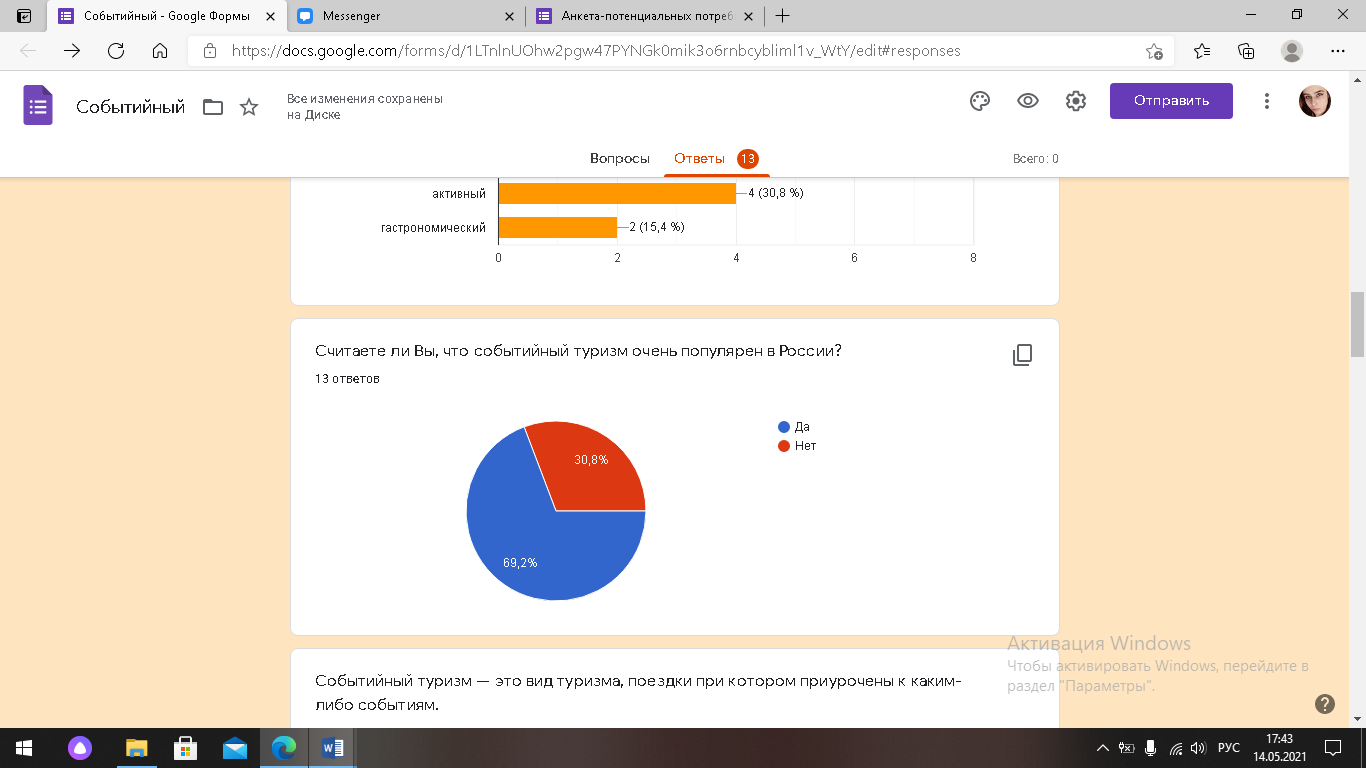 Событийный - Google Формы
Messenger
Анкета-потенциальных потреб
https://docs.google.com/forms/d/1LTnlnUOhw2pgw47PYNGk0mik3o6rnbcybliml1v_WtY/edit#responses
Событийный
Все изменения сохранены
на Диске
Отправить
Вопросы
Ответы 13
Всего: 0
активный
4 (30,8 %)
гастрономический
2 (15,4 %)
0 2 4 6 8
Считаете ли Вы, что событийный туризм очень популярен в России?
13 ответов
Да
Нет
30,8%
69,2%
Активация Windows
Чтобы активировать Windows, перейдите в
раздел "Параметры".
Событийный туризм — это вид туризма, поездки при котором приурочены к каким-
либо событиям.
РУС
17:43
14.05.2021